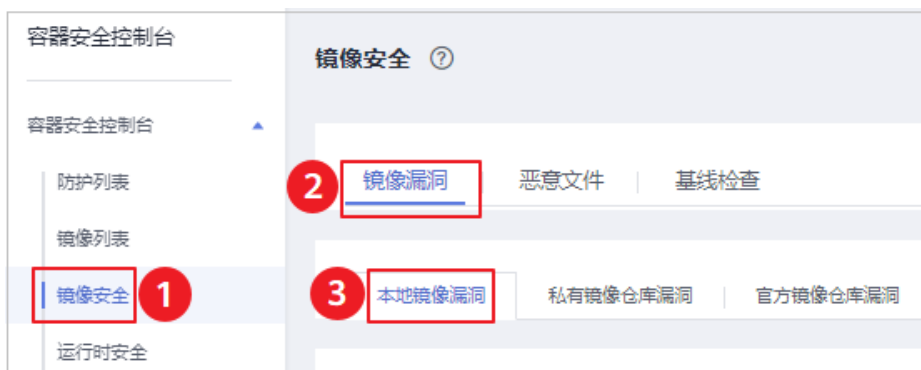 容器安全控制台
镜像安全 ?
容器安全控制台
防护列表
2 镜像漏洞 恶意文件 基线检查
镜像列表
镜像安全 1
3 本地镜像漏洞 私有镜像仓库漏洞 官方镜像仓库漏洞
运行时安全